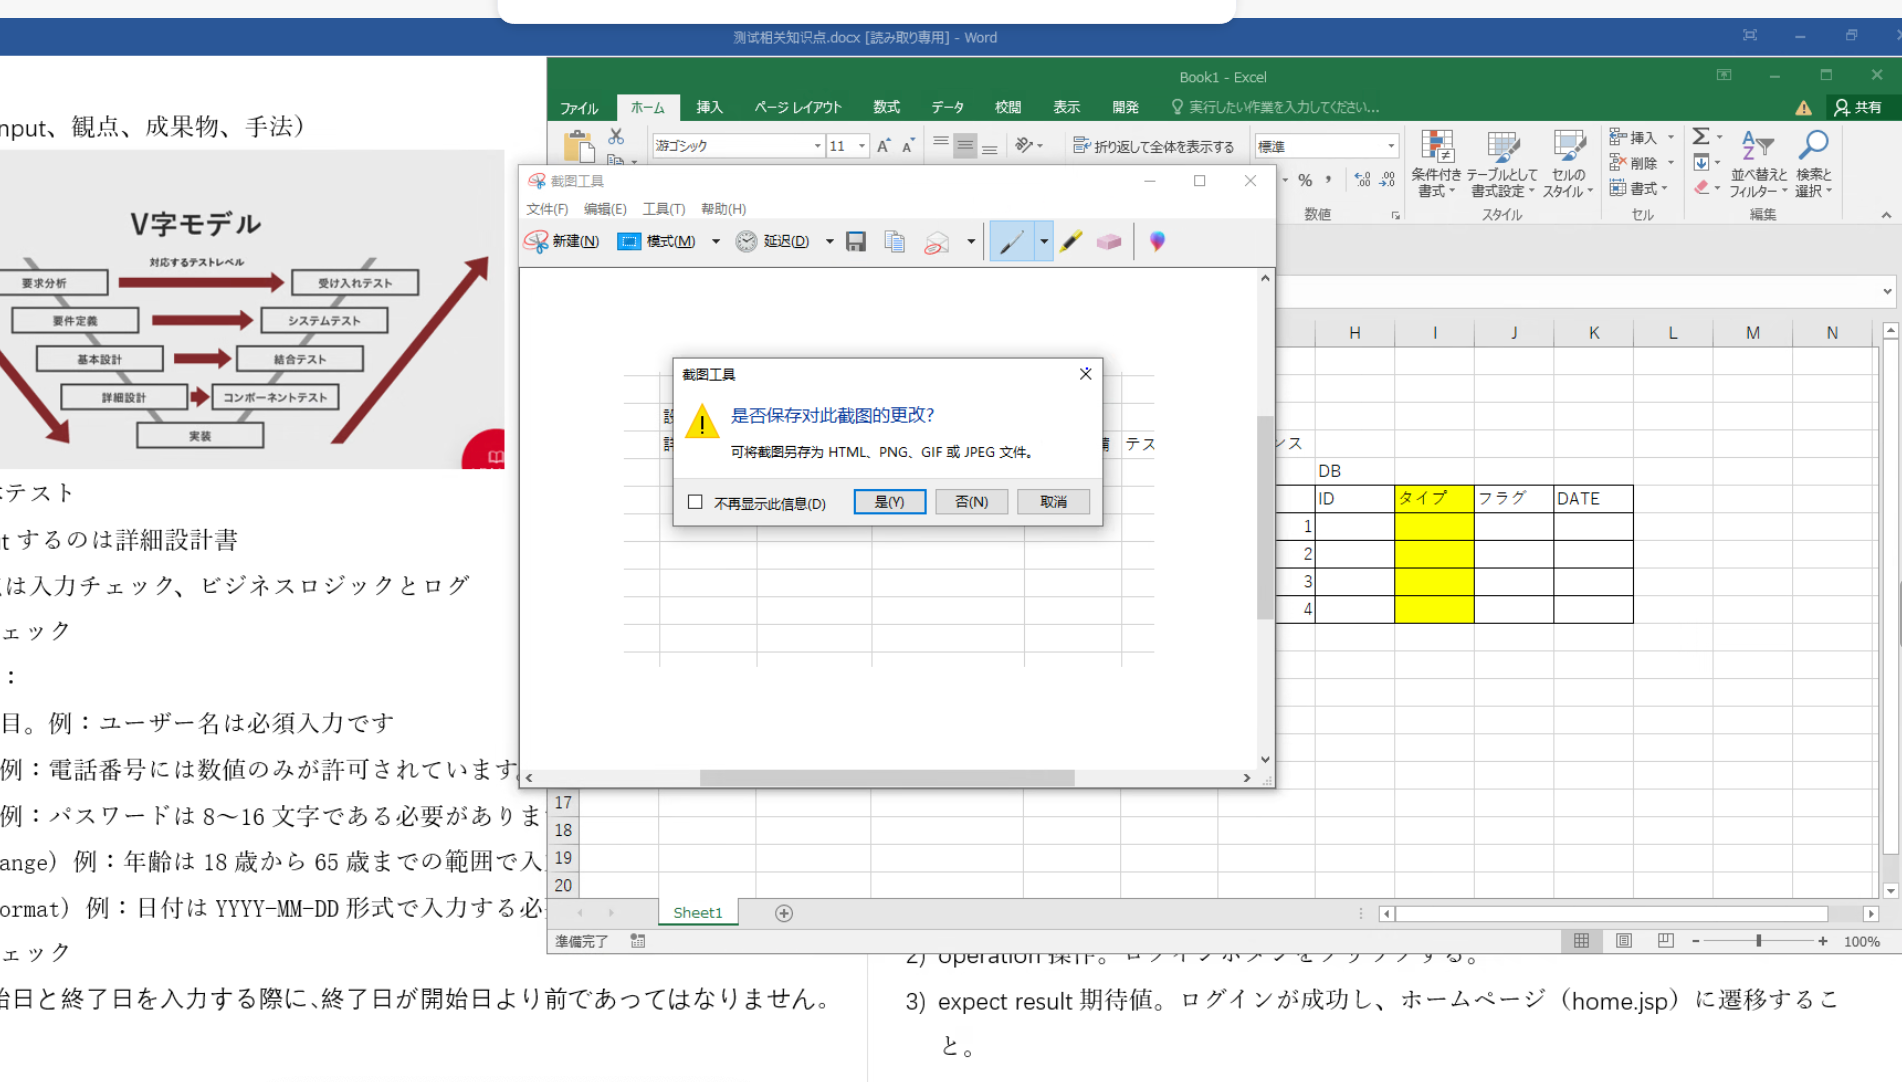 测试相关知识点.docx [読み取り専用] - Word
nput、観点、成果物、手法）
V字モデル
対応するテストレベル
要求分析
受け入れテスト
要件定義
システムテスト
基本設計
結合テスト
詳細設計
コンポーネントテスト
実装
テスト
するのは詳細設計書
は入力チェック、ビジネスロジックとログ
ェック
：
目。例：ユーザー名は必須入力です
例：電話番号には数値のみが許可されています
例：パスワードは 8～16 文字である必要がありま
ange）例：年齢は 18 歳から 65 歳までの範囲で入
ormat）例：日付は YYYY-MM-DD 形式で入力する必
ェック
始日と終了日を入力する際に、終了日が開始日より前であってはなりません。
Book1 - Excel
ファイル ホーム 挿入 ページ レイアウト 数式 データ 校閲 表示 開発 実行したい作業を入力してください... 共有
游ゴシック 11 折り返して全体を表示する 標準
% , .00 .00
条件付き書式 テーブルとして書式設定 セルのスタイル
挿入
削除
書式
並べ替えとフィルター 検索と選択
数値 スタイル セル 編集
H I J K L M N
ス
DB
ID タイプ フラグ DATE
1
2
3
4
17
18
19
20
Sheet1
準備完了
100%
截图工具
文件(F) 编辑(E) 工具(T) 帮助(H)
新建(N) 模式(M) 延迟(D)
テス
截图工具
是否保存对此截图的更改?
可将截图另存为 HTML、PNG、GIF 或 JPEG 文件。
不再显示此信息(D) 是(Y) 否(N) 取消
2) operation 操作。ログインボタンをクリックする。
3) expect result 期待値。ログインが成功し、ホームページ（home.jsp）に遷移するこ
と。